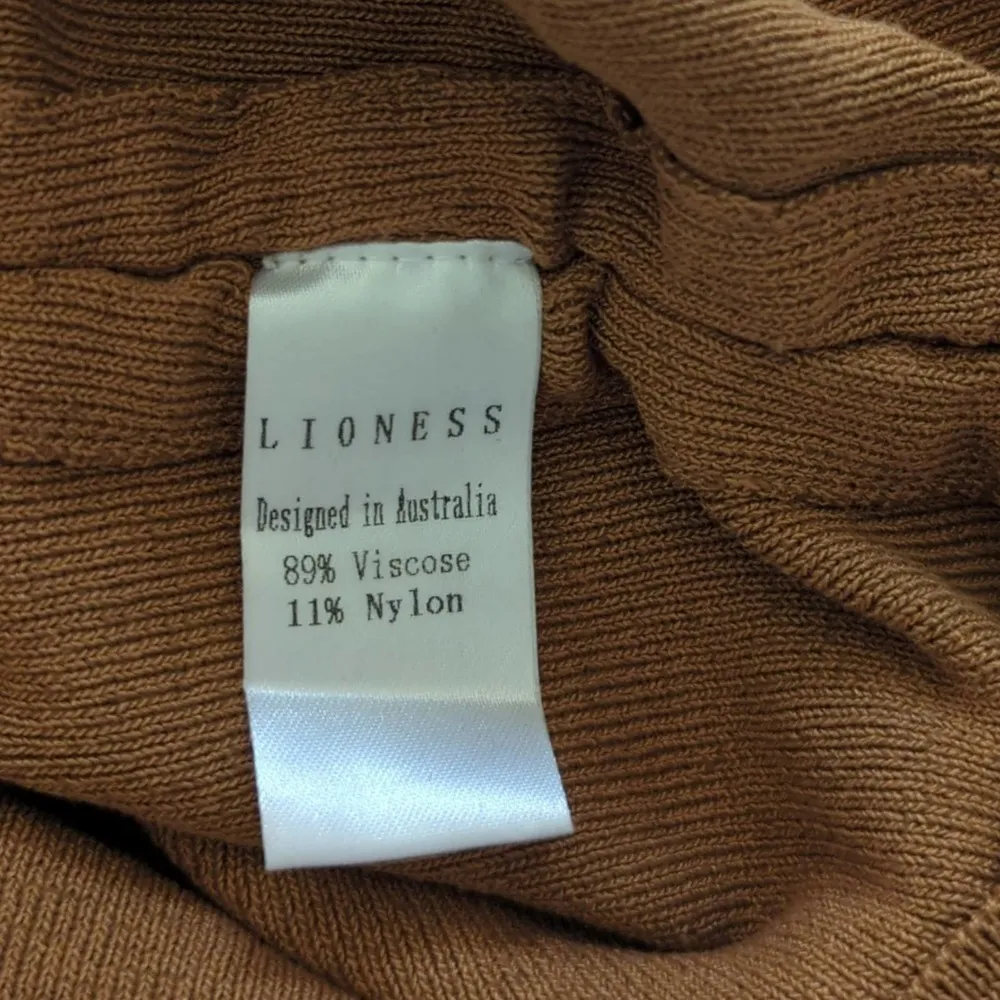 LIONESS
Designed in Australia
89% Viscose
11% Nylon